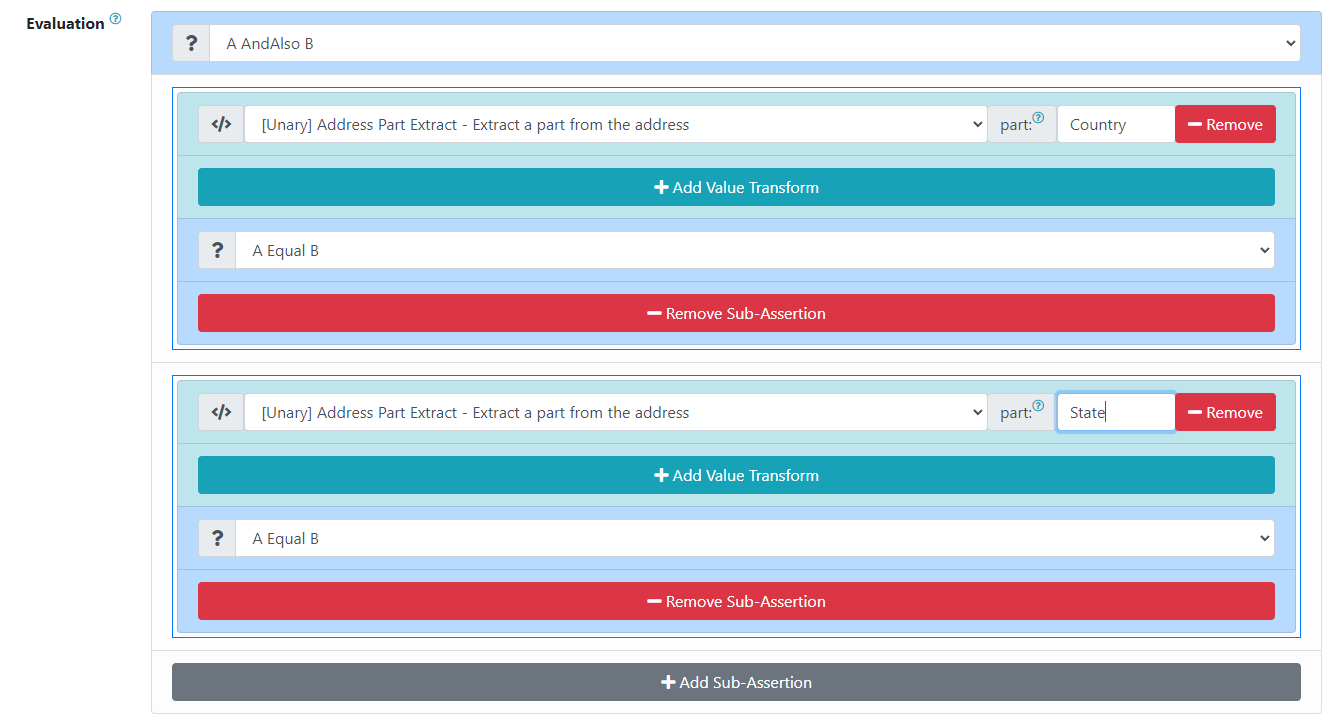 Evaluation ?
? A AndAlso B
</> [Unary] Address Part Extract - Extract a part from the address part:? Country Remove
Add Value Transform
? A Equal B
Remove Sub-Assertion
</> [Unary] Address Part Extract - Extract a part from the address part:? State Remove
Add Value Transform
? A Equal B
Remove Sub-Assertion
Add Sub-Assertion